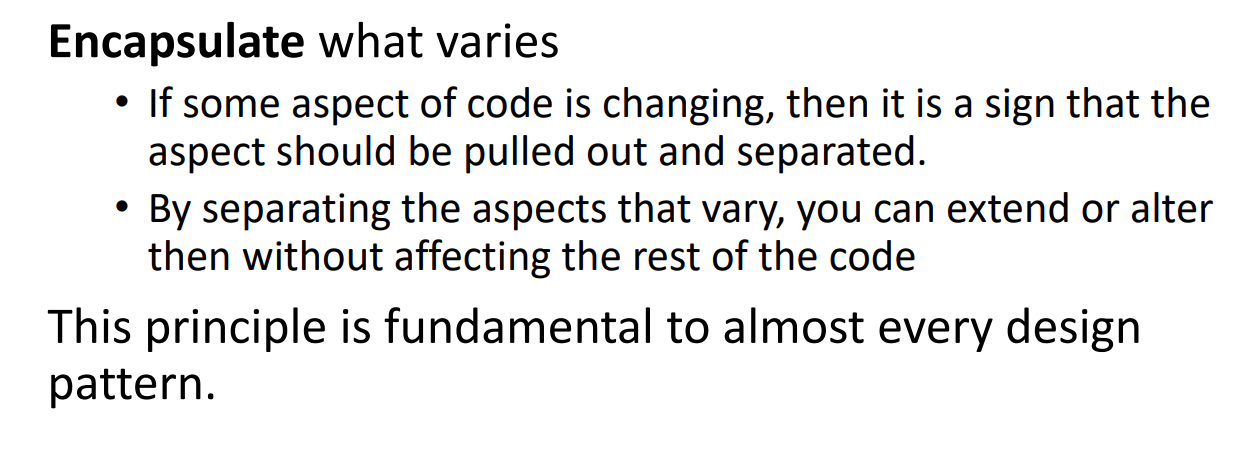 Encapsulate what varies
• If some aspect of code is changing, then it is a sign that the
aspect should be pulled out and separated.
• By separating the aspects that vary, you can extend or alter
then without affecting the rest of the code
This principle is fundamental to almost every design
pattern.